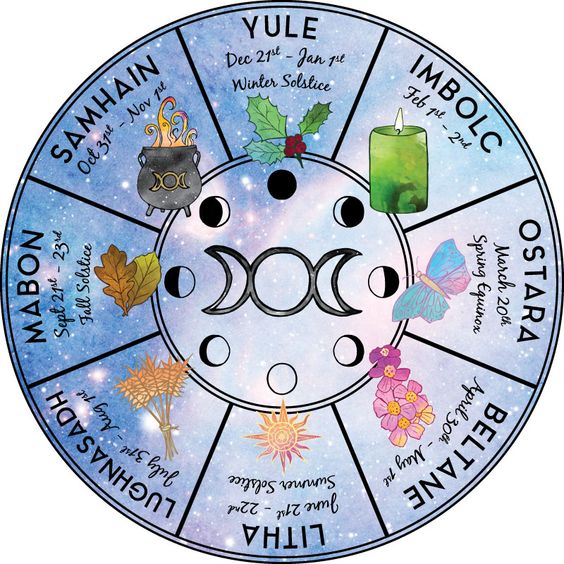 YULE
Dec 21st - Jan 1st
Winter Solstice
IMBOLC
Feb 1st - 2nd
OSTARA
March 20th
Spring Equinox
BELTANE
April 30th - May 1st
LITHA
June 21st - 22nd
Summer Solstice
LUGHNASADH
July 31st - Aug 1st
MABON
Sept 21st - 23rd
Fall Solstice
SAMHAIN
Oct 31st - Nov 1st